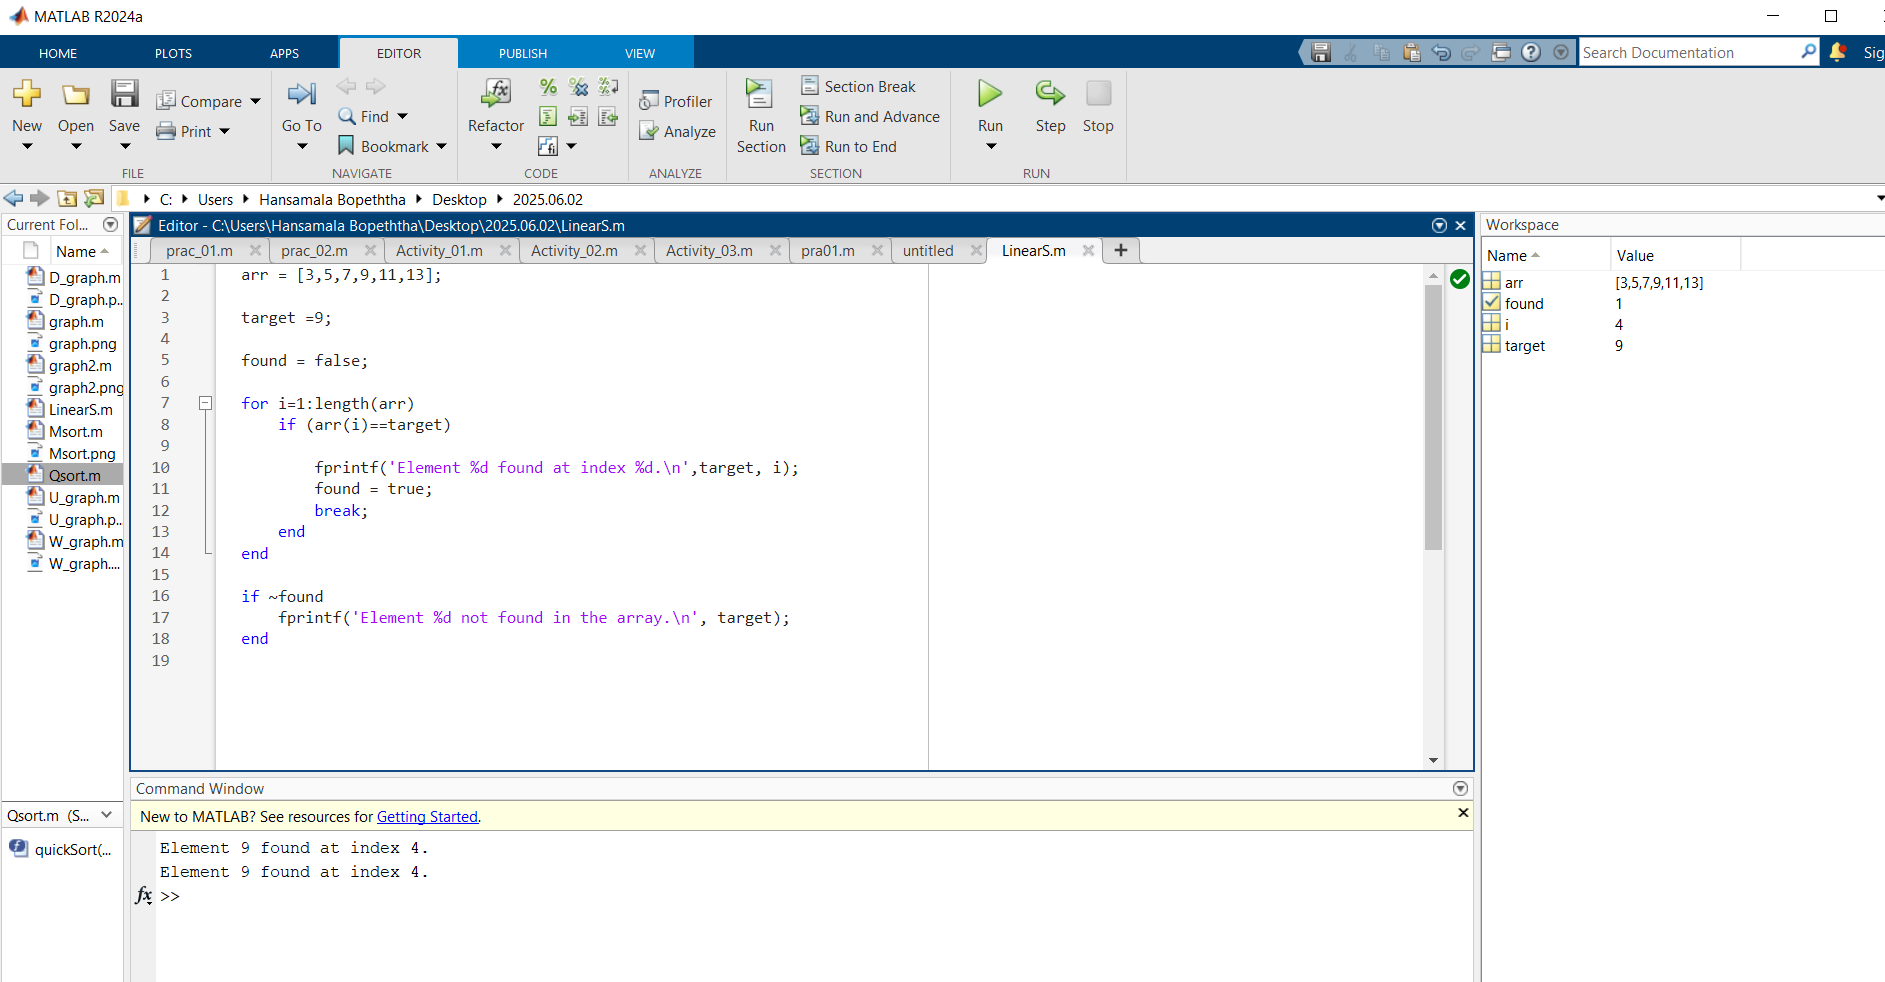 MATLAB R2024a
HOME PLOTS APPS EDITOR PUBLISH VIEW
Search Documentation
Sig
New Open Save Compare Print
FILE
Go To Find Bookmark
NAVIGATE
Refactor
CODE
Profiler Analyze
ANALYZE
Run Section Section Break Run and Advance Run to End
SECTION
Run Step Stop
RUN
C: Users Hansamala Bopeththa Desktop 2025.06.02
Current Fol...
Name
D_graph.m
D_graph.p..
graph.m
graph.png
graph2.m
graph2.png
LinearS.m
Msort.m
Msort.png
Qsort.m
U_graph.m
U_graph.p..
W_graph.m
W_graph....
Qsort.m (S...
quickSort(...
Editor - C:\Users\Hansamala Bopeththa\Desktop\2025.06.02\LinearS.m
prac_01.m prac_02.m Activity_01.m Activity_02.m Activity_03.m pra01.m untitled LinearS.m
1 arr = [3,5,7,9,11,13];
2
3 target =9;
4
5 found = false;
6
7 for i=1:length(arr)
8 if (arr(i)==target)
9
10 fprintf('Element %d found at index %d.\n',target, i);
11 found = true;
12 break;
13 end
14 end
15
16 if ~found
17 fprintf('Element %d not found in the array.\n', target);
18 end
19
Command Window
New to MATLAB? See resources for Getting Started.
Element 9 found at index 4.
Element 9 found at index 4.
fx >>
Workspace
Name Value
arr [3,5,7,9,11,13]
found 1
i 4
target 9